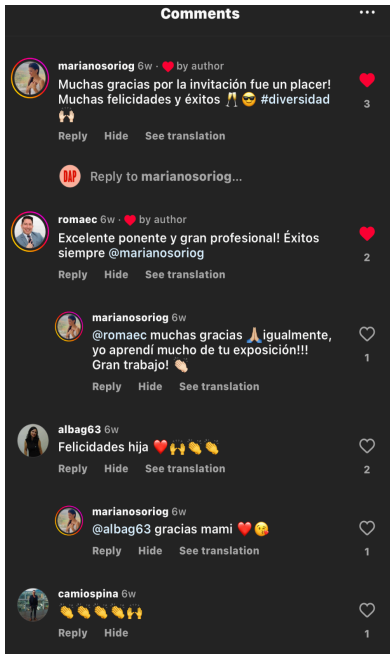 Comments
marianosoriog 6w · ❤️ by author
Muchas gracias por la invitación fue un placer!
Muchas felicidades y éxitos 🥂 😎 #diversidad
🙌🏻
3
Reply Hide See translation
DAP
Reply to marianosoriog...
romaec 6w · ❤️ by author
Excelente ponente y gran profesional! Éxitos
siempre @marianosoriog
2
Reply Hide See translation
marianosoriog 6w
@romaec muchas gracias 🙏🏼igualmente,
yo aprendí mucho de tu exposición!!!
Gran trabajo! 👏🏻
1
Reply Hide See translation
albag63 6w
Felicidades hija ❤️🙌👏👏
2
Reply Hide See translation
marianosoriog 6w
@albag63 gracias mami ❤️😘
1
Reply Hide See translation
camiospina 6w
👏👏👏👏🙌
1
Reply Hide